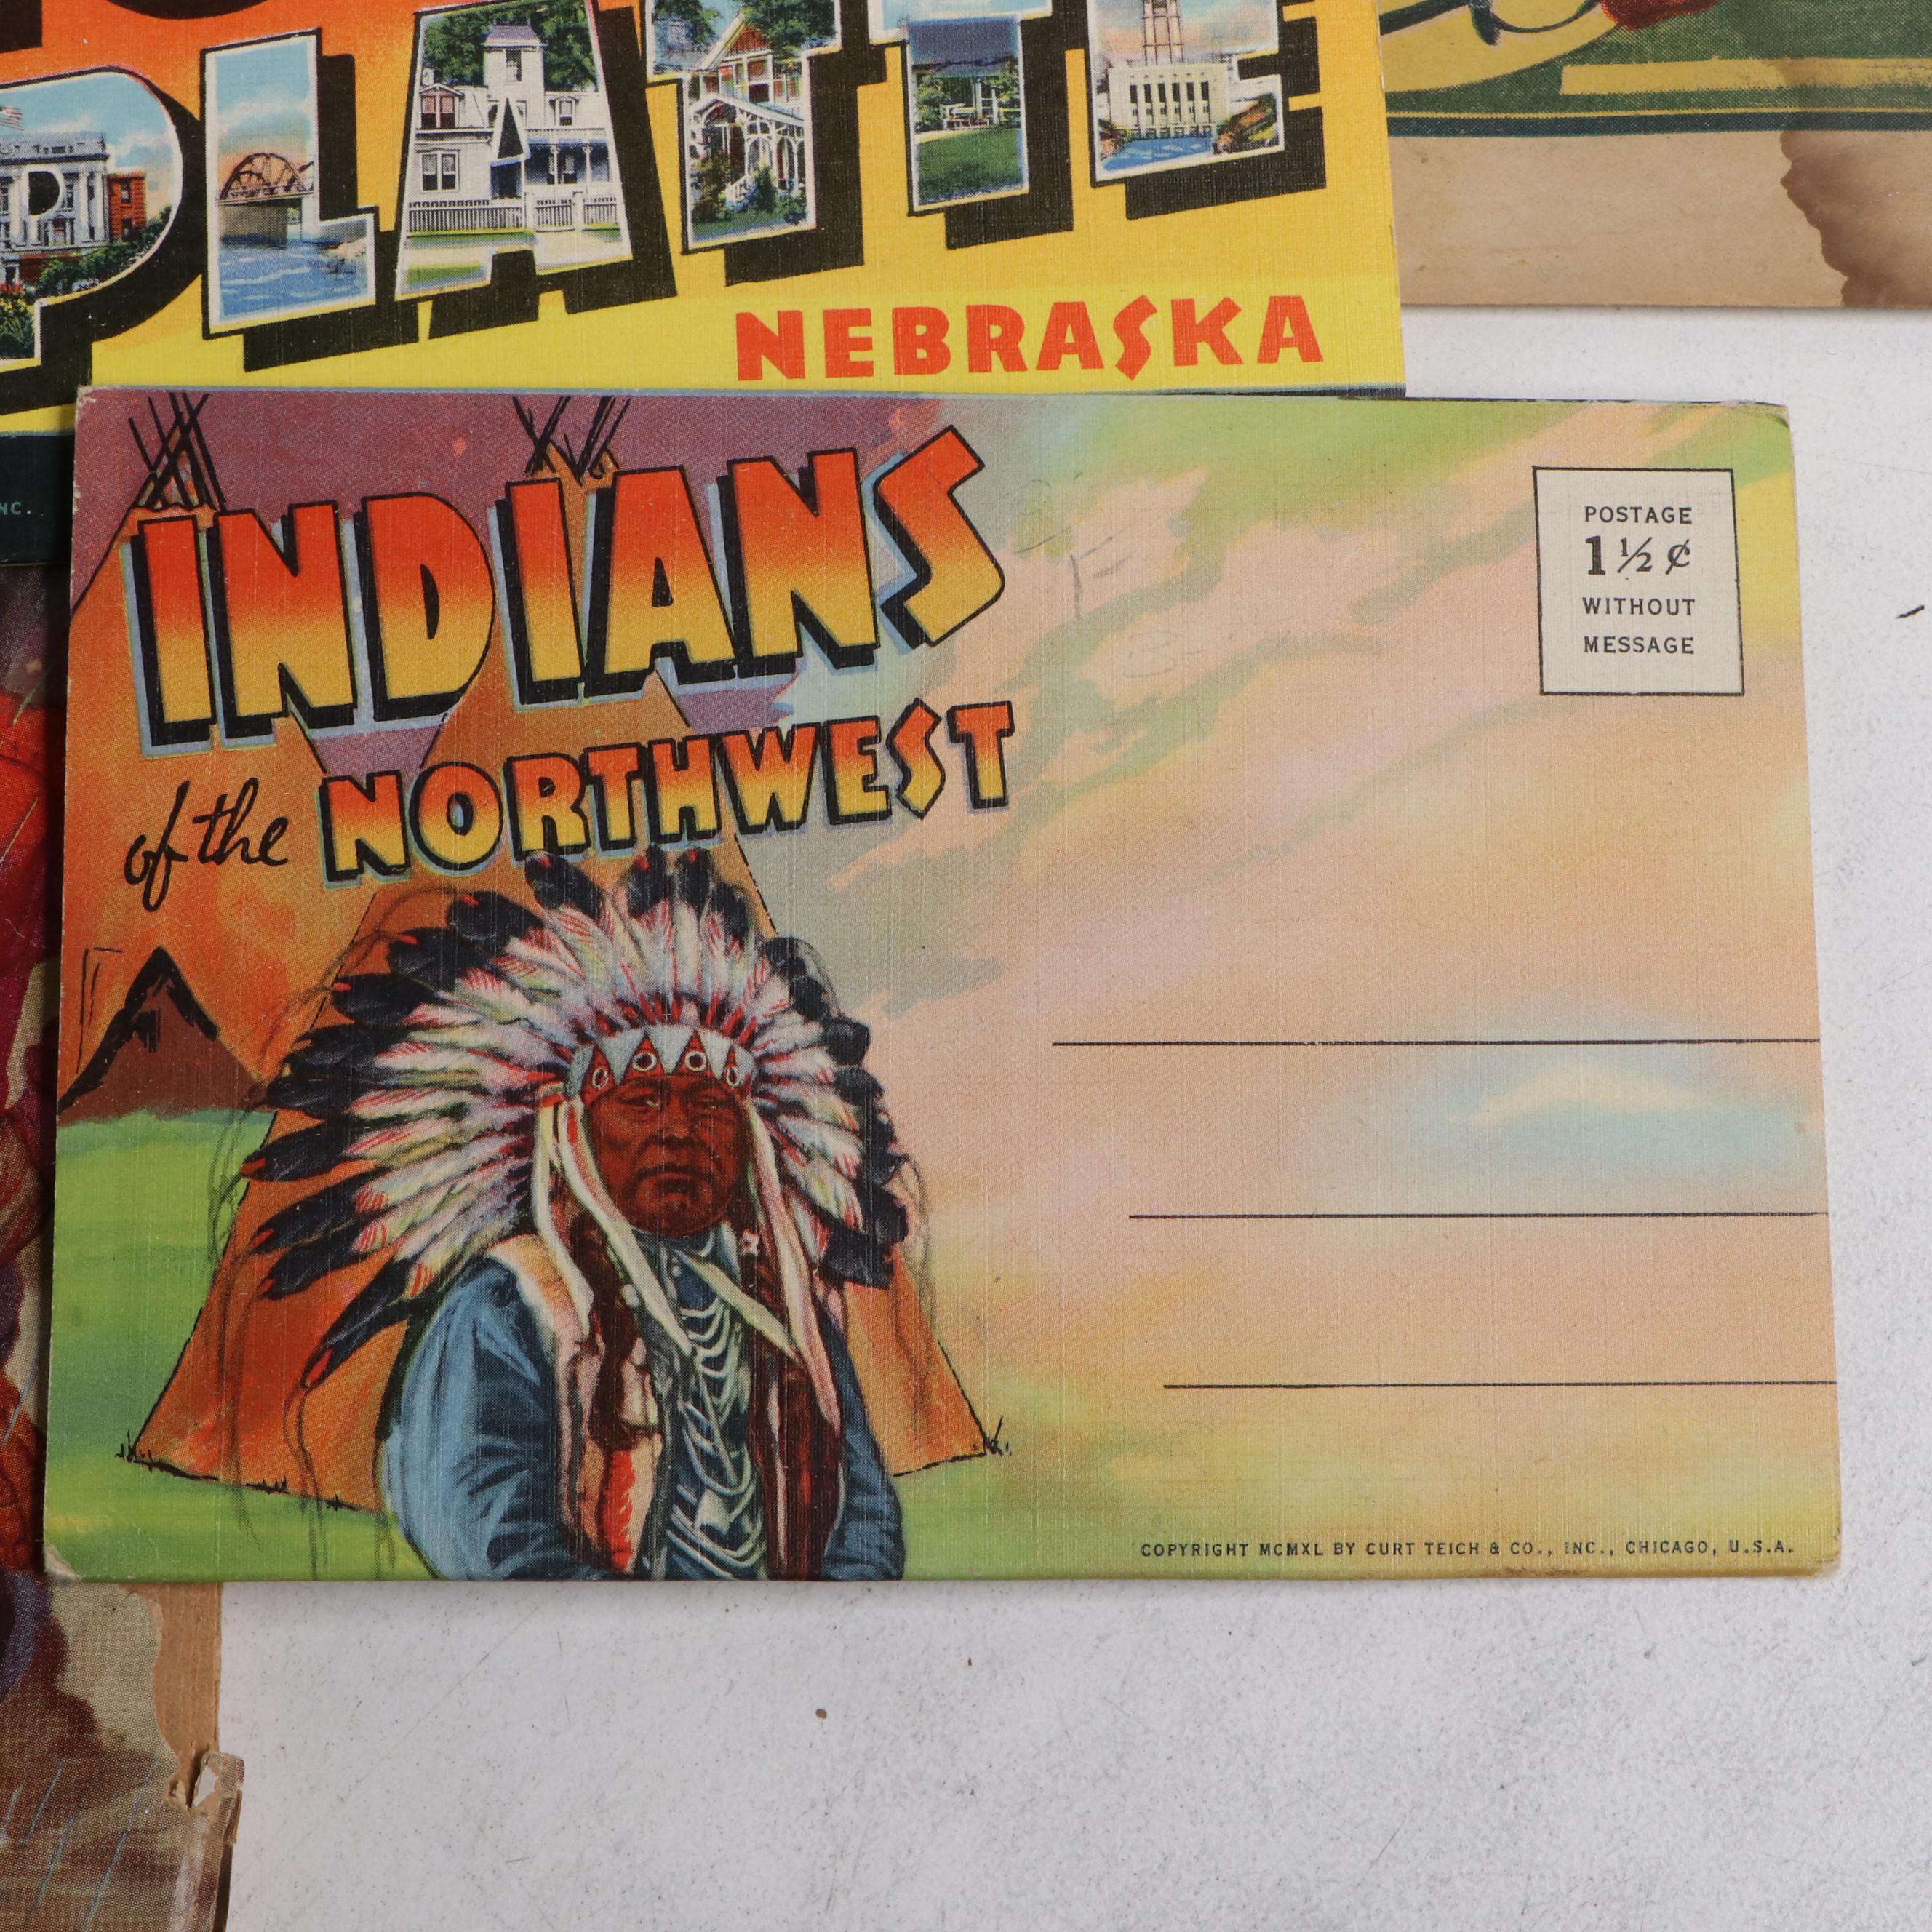 PLATTE
NEBRASKA
NC.
INDIANS
of the NORTHWEST
POSTAGE
1½¢
WITHOUT
MESSAGE
COPYRIGHT MCMXL BY CURT TEICH & CO., INC., CHICAGO, U.S.A.